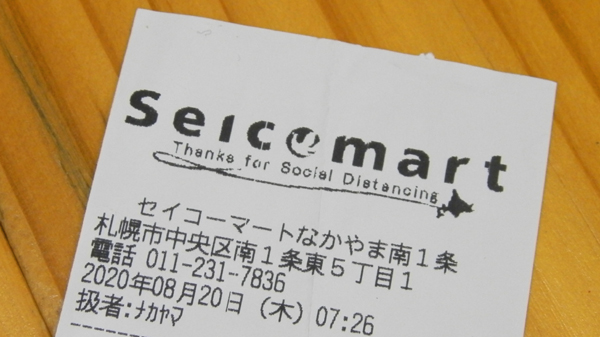 Seicomart
Thanks for Social Distancing
セイコーマートなかやま南1条
札幌市中央区南1条東5丁目1
電話 011-231-7836
2020年08月20日 (木) 07:26
扱者:ナカヤマ